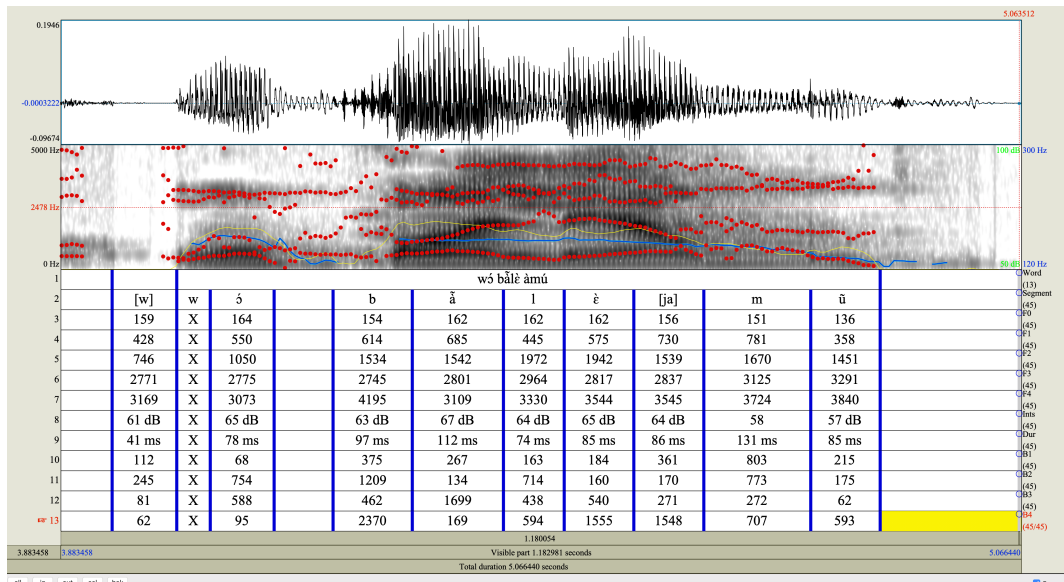 5.063512
0.1946
-0.0003222
-0.09674
5000 Hz 100 dB 300 Hz
2478 Hz
0 Hz 50 dB 120 Hz
1 wɔ́ bǎ̃lɛ̀ àmú Word (13)
2 [w] w ɔ́ b ǎ̃ l ɛ̀ [ja] m ũ Segment (45)
3 159 X 164 154 162 162 162 156 151 136 F0 (45)
4 428 X 550 614 685 445 575 730 781 358 F1 (45)
5 746 X 1050 1534 1542 1972 1942 1539 1670 1451 F2 (45)
6 2771 X 2775 2745 2801 2964 2817 2837 3125 3291 F3 (45)
7 3169 X 3073 4195 3109 3330 3544 3545 3724 3840 F4 (45)
8 61 dB X 65 dB 63 dB 67 dB 64 dB 65 dB 64 dB 58 57 dB Ints (45)
9 41 ms X 78 ms 97 ms 112 ms 74 ms 85 ms 86 ms 131 ms 85 ms Dur (45)
10 112 X 68 375 267 163 184 361 803 215 B1 (45)
11 245 X 754 1209 134 714 160 170 773 175 B2 (45)
12 81 X 588 462 1699 438 540 271 272 62 B3 (45)
13 62 X 95 2370 169 594 1555 1548 707 593 B4 (45/45)
1.180054
3.883458 3.883458 Visible part 1.182981 seconds 5.066440
Total duration 5.066440 seconds